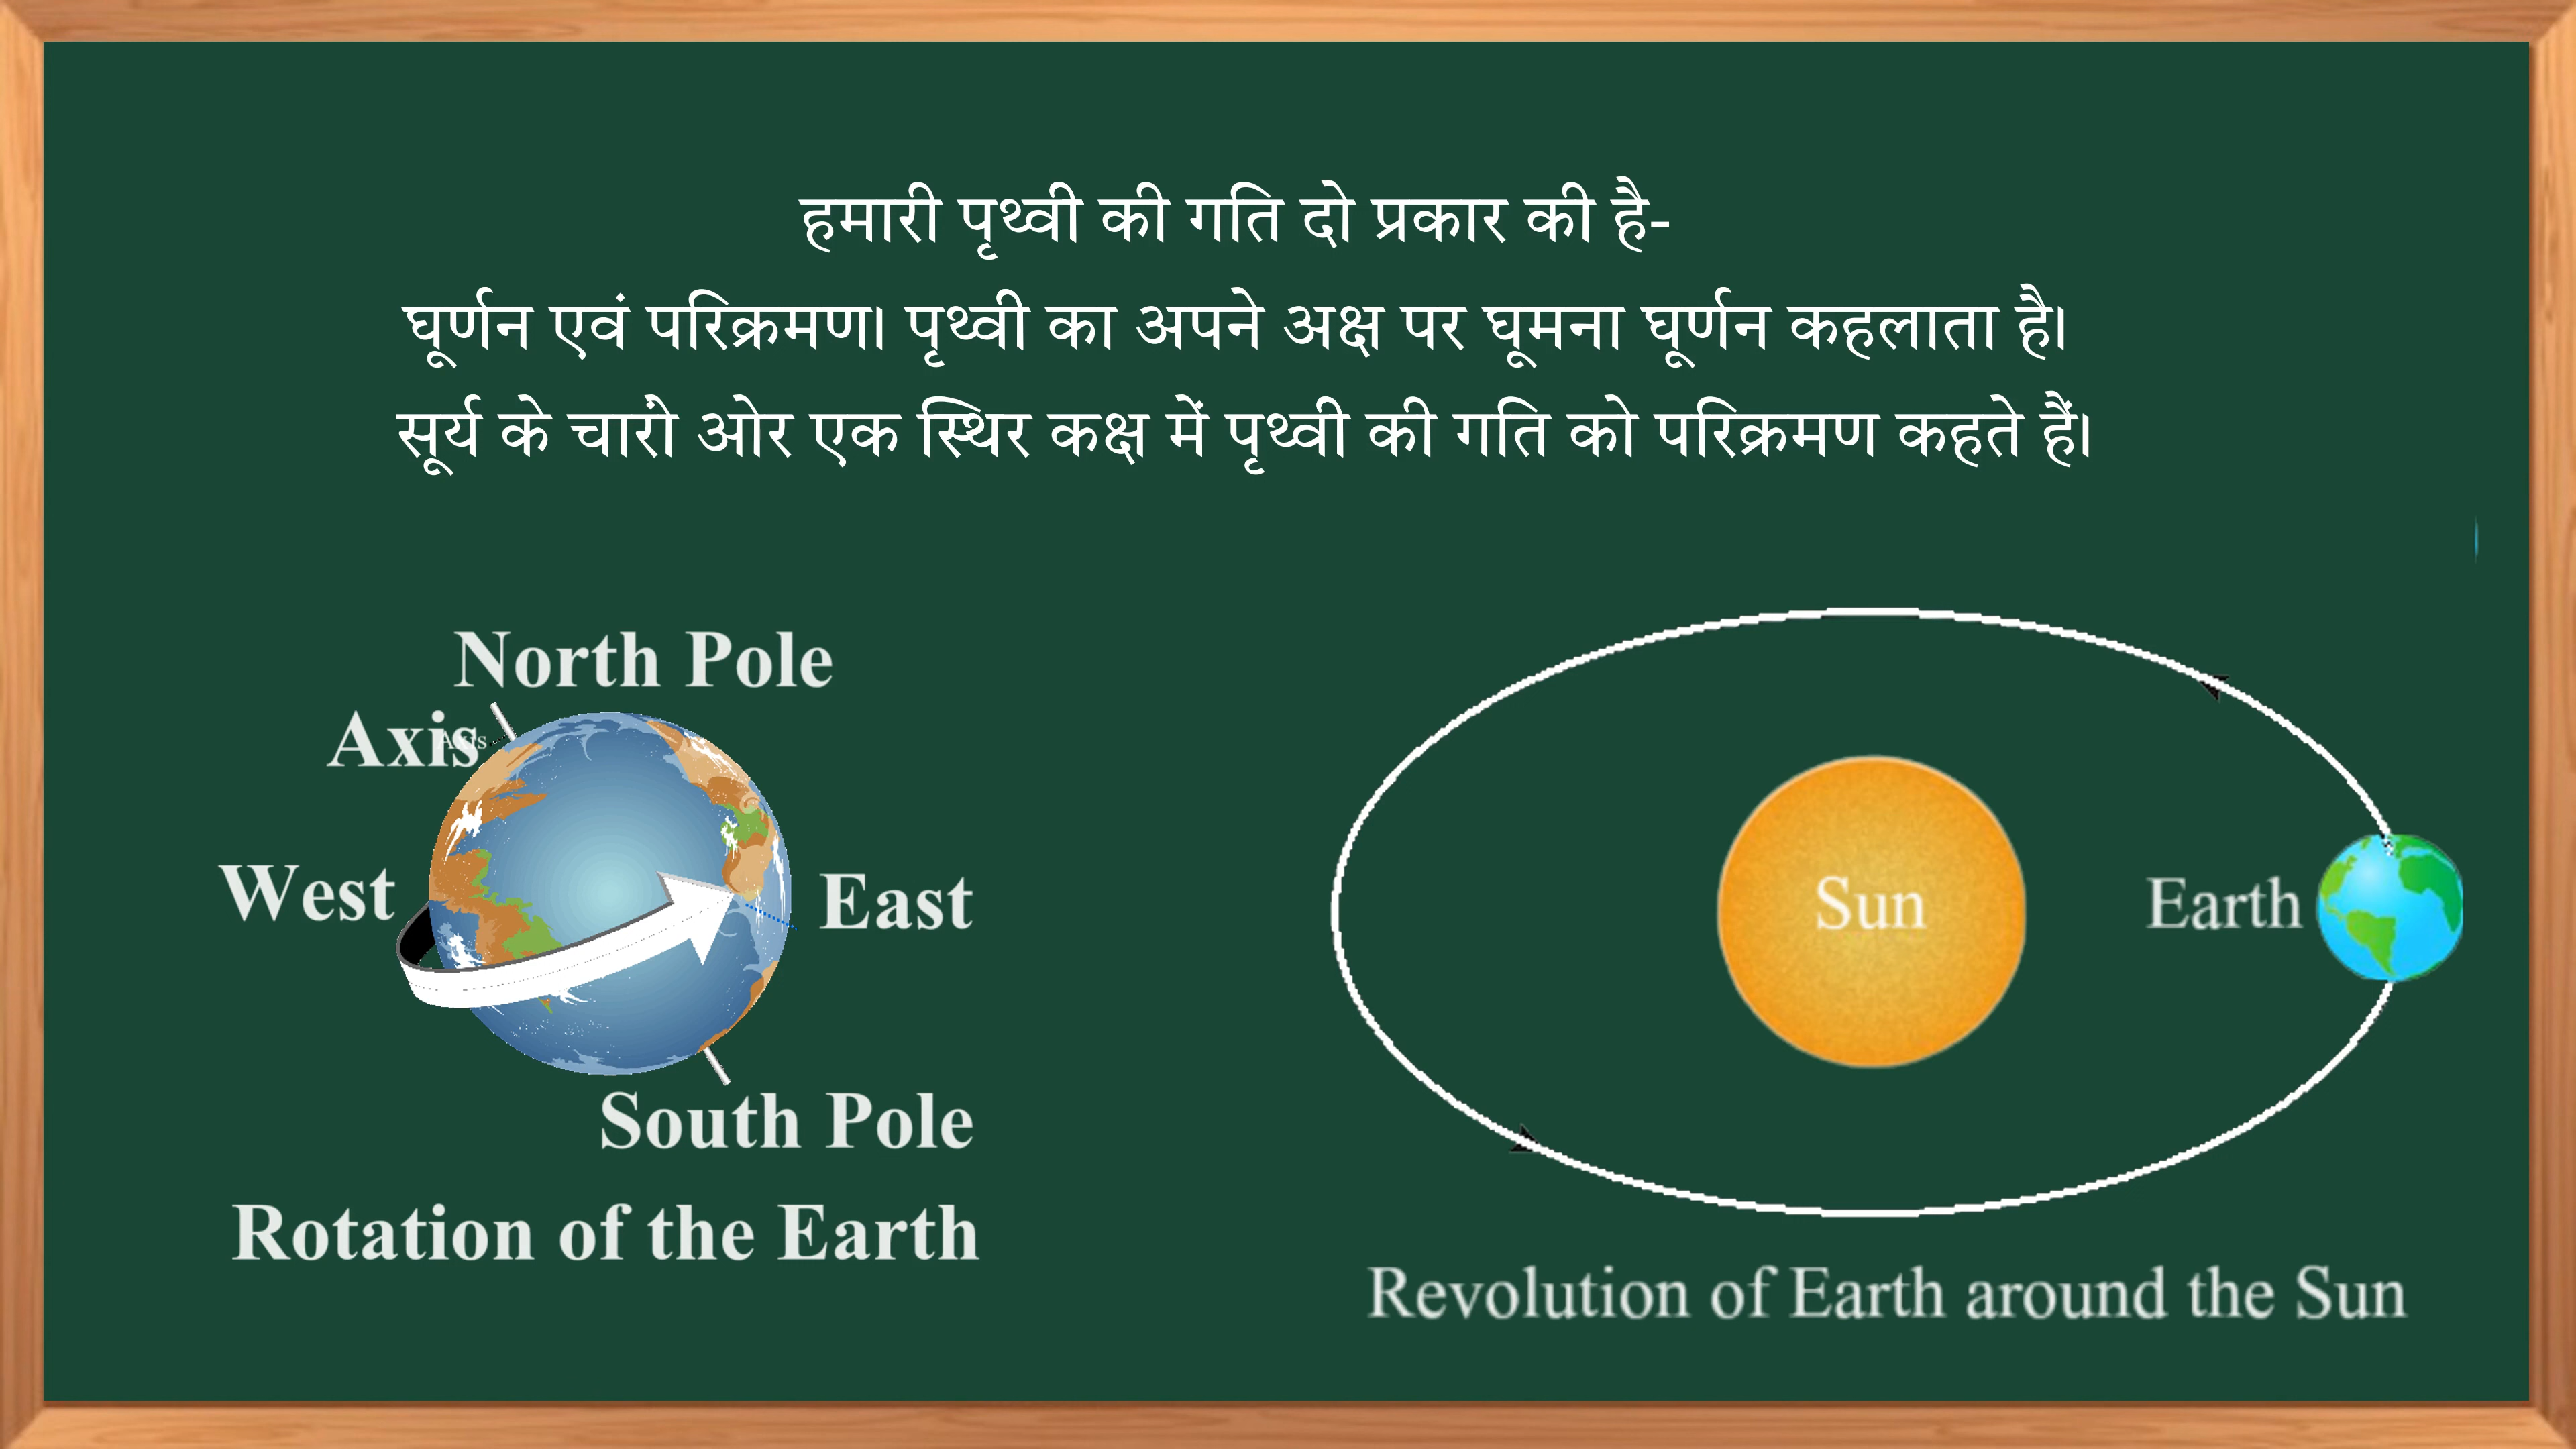 हमारी पृथ्वी की गति दो प्रकार की है-
घूर्णन एवं परिक्रमण। पृथ्वी का अपने अक्ष पर घूमना घूर्णन कहलाता है।
सूर्य के चारों ओर एक स्थिर कक्ष में पृथ्वी की गति को परिक्रमण कहते हैं।
North Pole
Axis
Axis
West
East
South Pole
Rotation of the Earth
Sun
Earth
Revolution of Earth around the Sun